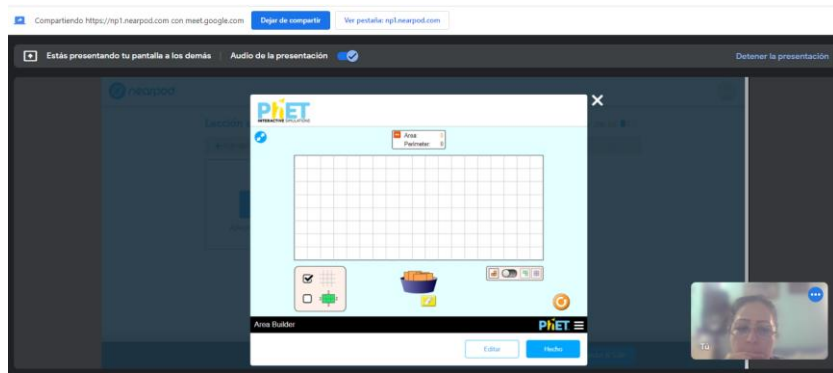 Compartiendo https://np1.nearpod.com con meet.google.com Dejar de compartir Ver pestaña: np1.nearpod.com
Estás presentando tu pantalla a los demás Audio de la presentación Detener la presentación
nearpod
Lección
PhET
INTERACTIVE SIMULATIONS
Area:
Perimeter:
Area Builder PhET
Editar Hecho
Tú